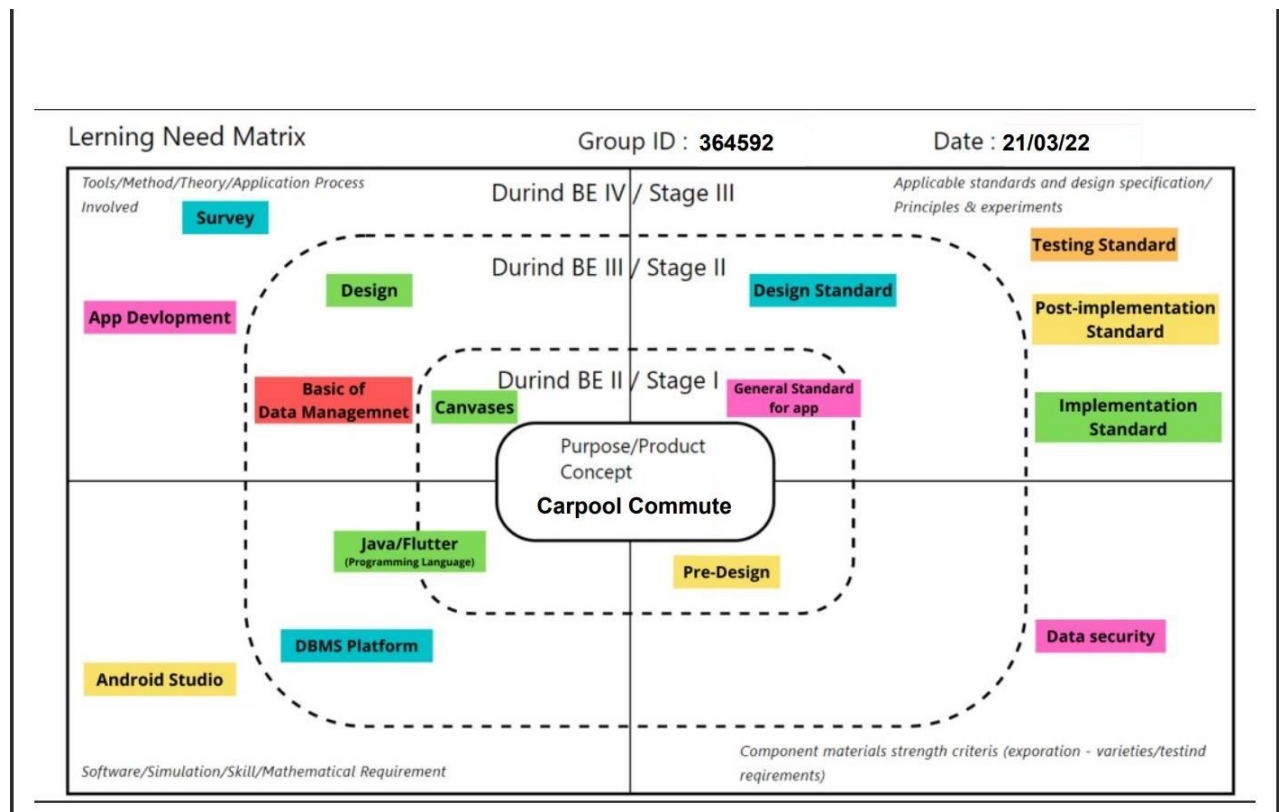 Lerning Need Matrix
Group ID : 364592
Date : 21/03/22
Tools/Method/Theory/Application Process
Involved
Survey
Durind BE IV / Stage III
Applicable standards and design specification/
Principles & experiments
Testing Standard
Durind BE III / Stage II
Design
Design Standard
App Devlopment
Post-implementation
Standard
Durind BE II / Stage I
Basic of
Data Managemnet
Canvases
General Standard
for app
Implementation
Standard
Purpose/Product
Concept
Carpool Commute
Java/Flutter
(Programming Language)
Pre-Design
DBMS Platform
Data security
Android Studio
Software/Simulation/Skill/Mathematical Requirement
Component materials strength criteris (exporation - varieties/testind
reqirements)